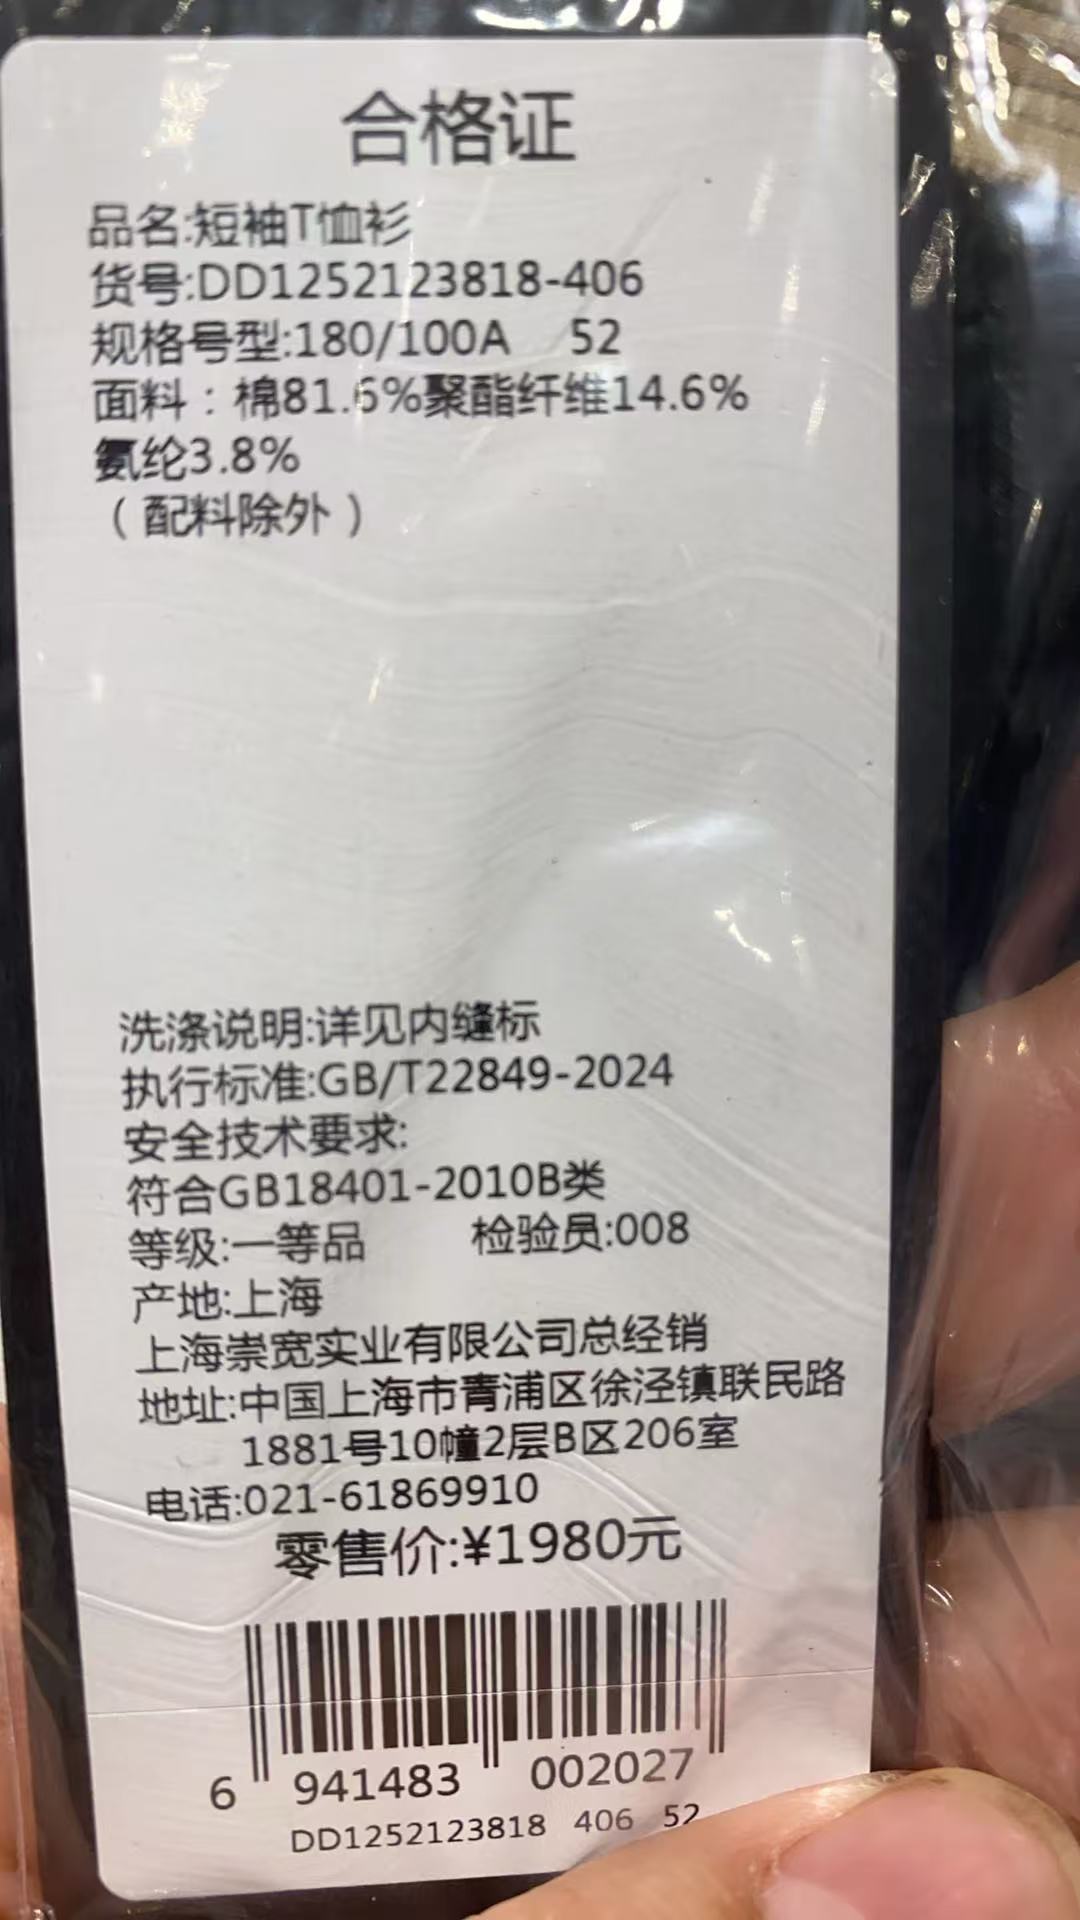 合格证
品名:短袖T恤衫
货号:DD1252123818-406
规格号型:180/100A 52
面料：棉81.6%聚酯纤维14.6%
氨纶3.8%
（配料除外）
洗涤说明:详见内缝标
执行标准:GB/T22849-2024
安全技术要求:
符合GB18401-2010B类
等级:一等品 检验员:008
产地:上海
上海崇宽实业有限公司总经销
地址:中国上海市青浦区徐泾镇联民路
1881号10幢2层B区206室
电话:021-61869910
零售价:¥1980元
6 941483 002027
DD1252123818 406 52